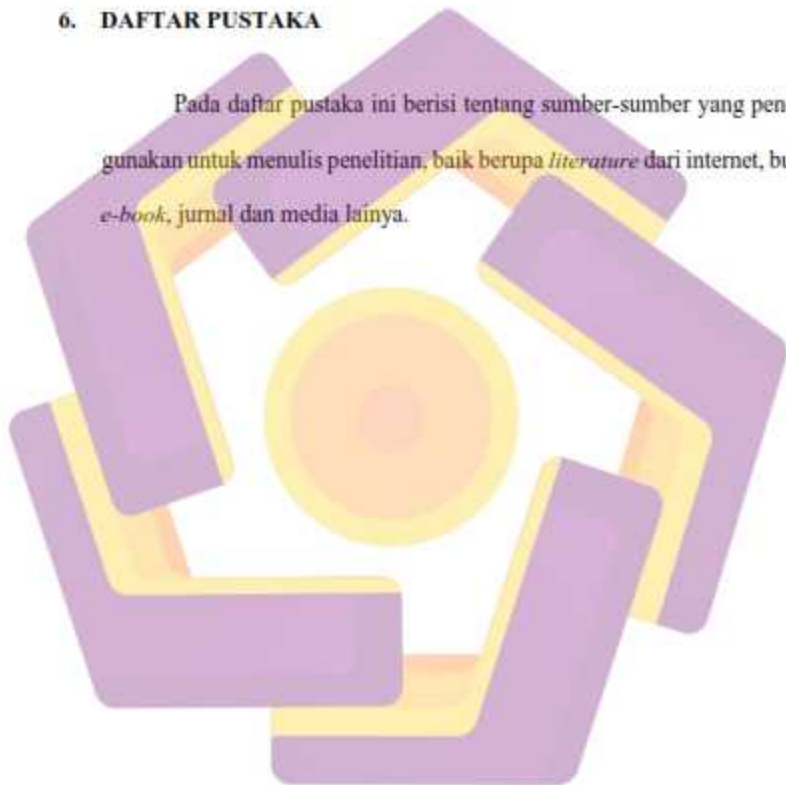 6. DAFTAR PUSTAKA
Pada daftar pustaka ini berisi tentang sumber-sumber yang pen
gunakan untuk menulis penelitian, baik berupa literature dari internet, bu
e-book, jurnal dan media lainya.